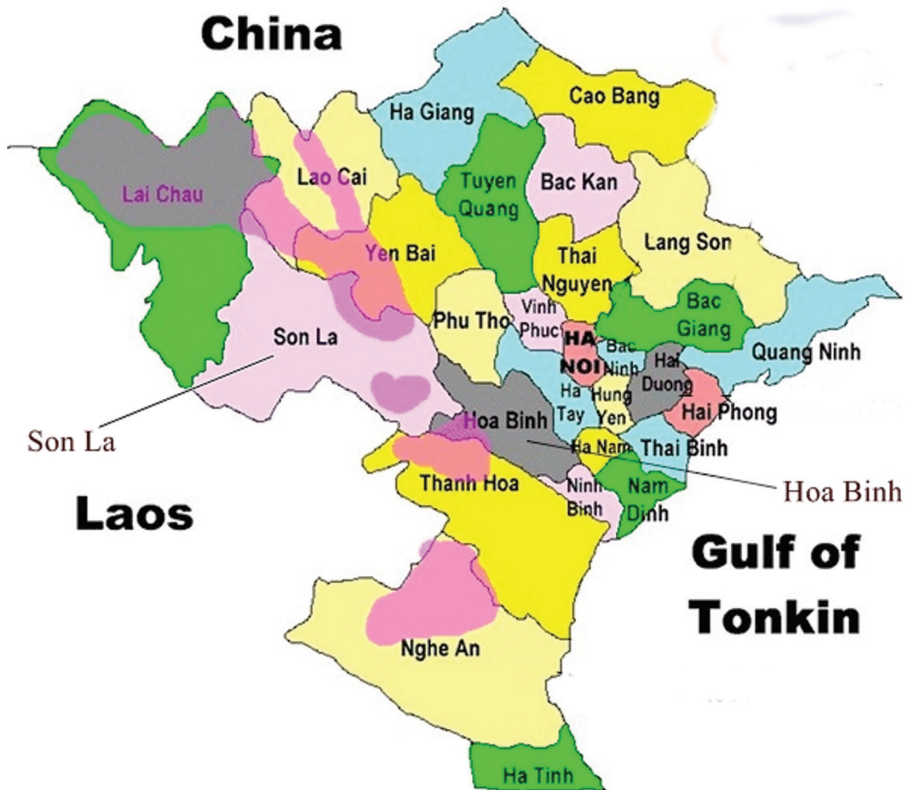 China
Ha Giang
Cao Bang
Lao Cai
Lai Chau
Tuyen
Quang
Bac Kan
Yen Bai
Thai
Nguyen
Lang Son
Vinh
Phuc
Bac
Giang
Phu Tho
Son La
HA
NOI
Bac
Ninh
Hai
Duong
Quang Ninh
Ha
Tay
Hung
Yen
Hai Phong
Son La
Hoa Binh
Ha Nam
Thai Binh
Thanh Hoa
Ninh
Binh
Nam
Dinh
Hoa Binh
Laos
Gulf of
Tonkin
Nghe An
Ha Tinh